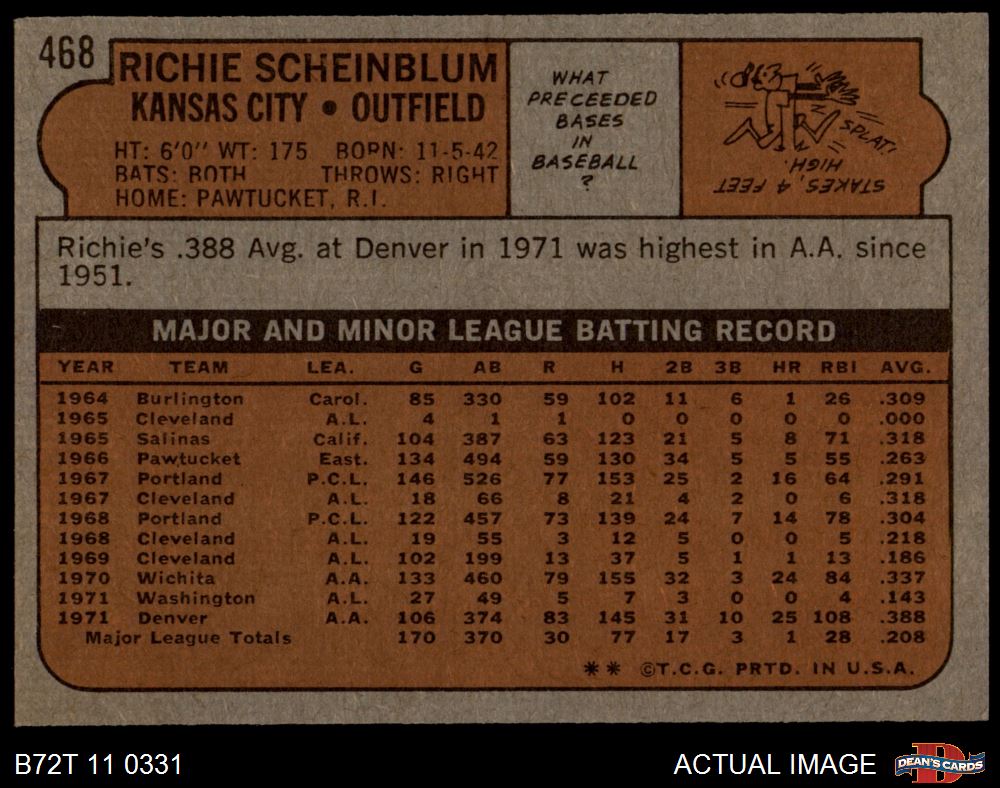 468
RICHIE SCHEINBLUM
KANSAS CITY • OUTFIELD
HT: 6'0" WT: 175 BORN: 11-5-42
BATS: BOTH THROWS: RIGHT
HOME: PAWTUCKET, R.I.
WHAT
PRECEEDED
BASES
IN
BASEBALL
?
SPLAT!
STAKES, 4 FEET
HIGH.
Richie's .388 Avg. at Denver in 1971 was highest in A.A. since
1951.
MAJOR AND MINOR LEAGUE BATTING RECORD
YEAR TEAM LEA. G AB R H 2B 3B HR RBI AVG.
1964 Burlington Carol. 85 330 59 102 11 6 1 26 .309
1965 Cleveland A.L. 4 1 1 0 0 0 0 0 .000
1965 Salinas Calif. 104 387 63 123 21 5 8 71 .318
1966 Pawtucket East. 134 494 59 130 34 5 5 55 .263
1967 Portland P.C.L. 146 526 77 153 25 2 16 64 .291
1967 Cleveland A.L. 18 66 8 21 4 2 0 6 .318
1968 Portland P.C.L. 122 457 73 139 24 7 14 78 .304
1968 Cleveland A.L. 19 55 3 12 5 0 0 5 .218
1969 Cleveland A.L. 102 199 13 37 5 1 1 13 .186
1970 Wichita A.A. 133 460 79 155 32 3 24 84 .337
1971 Washington A.L. 27 49 5 7 3 0 0 4 .143
1971 Denver A.A. 106 374 83 145 31 10 25 108 .388
Major League Totals 170 370 30 77 17 3 1 28 .208
** ©T.C.G. PRTD. IN U.S.A.
B72T 11 0331
ACTUAL IMAGE
D
DEAN'S CARDS